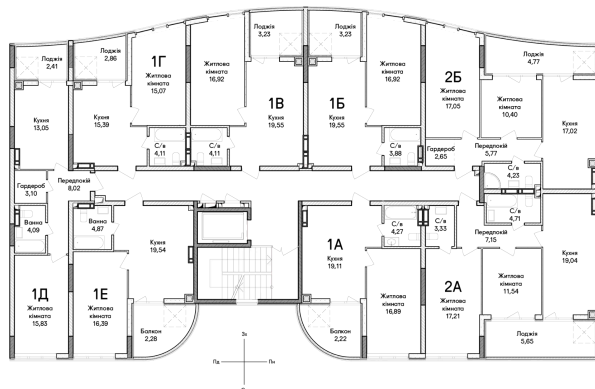 Лоджія
2,41
Лоджія
2,86
1Г
Житлова
кімната
15,07
Житлова
кімната
16,92
Лоджія
3,23
Лоджія
3,23
Житлова
кімната
16,92
2Б
Житлова
кімната
17,05
Лоджія
4,77
Житлова
кімната
10,40
Кухня
17,02
Кухня
13,05
Кухня
15,39
1В
Кухня
19,55
1Б
Кухня
19,55
С/в
4,11
С/в
4,11
С/в
3,88
Гардероб
2,65
Передпокій
5,77
С/в
4,23
Гардероб
3,10
Передпокій
8,02
Ванна
4,09
Ванна
4,87
Кухня
19,54
1А
Кухня
19,11
С/в
4,27
С/в
3,33
С/в
4,71
Передпокій
7,15
Кухня
19,04
1Д
Житлова
кімната
15,83
1Е
Житлова
кімната
16,39
Балкон
2,28
Балкон
2,22
Житлова
кімната
16,89
2А
Житлова
кімната
17,21
Житлова
кімната
11,54
Лоджія
5,65
Зх
Пд
Пн